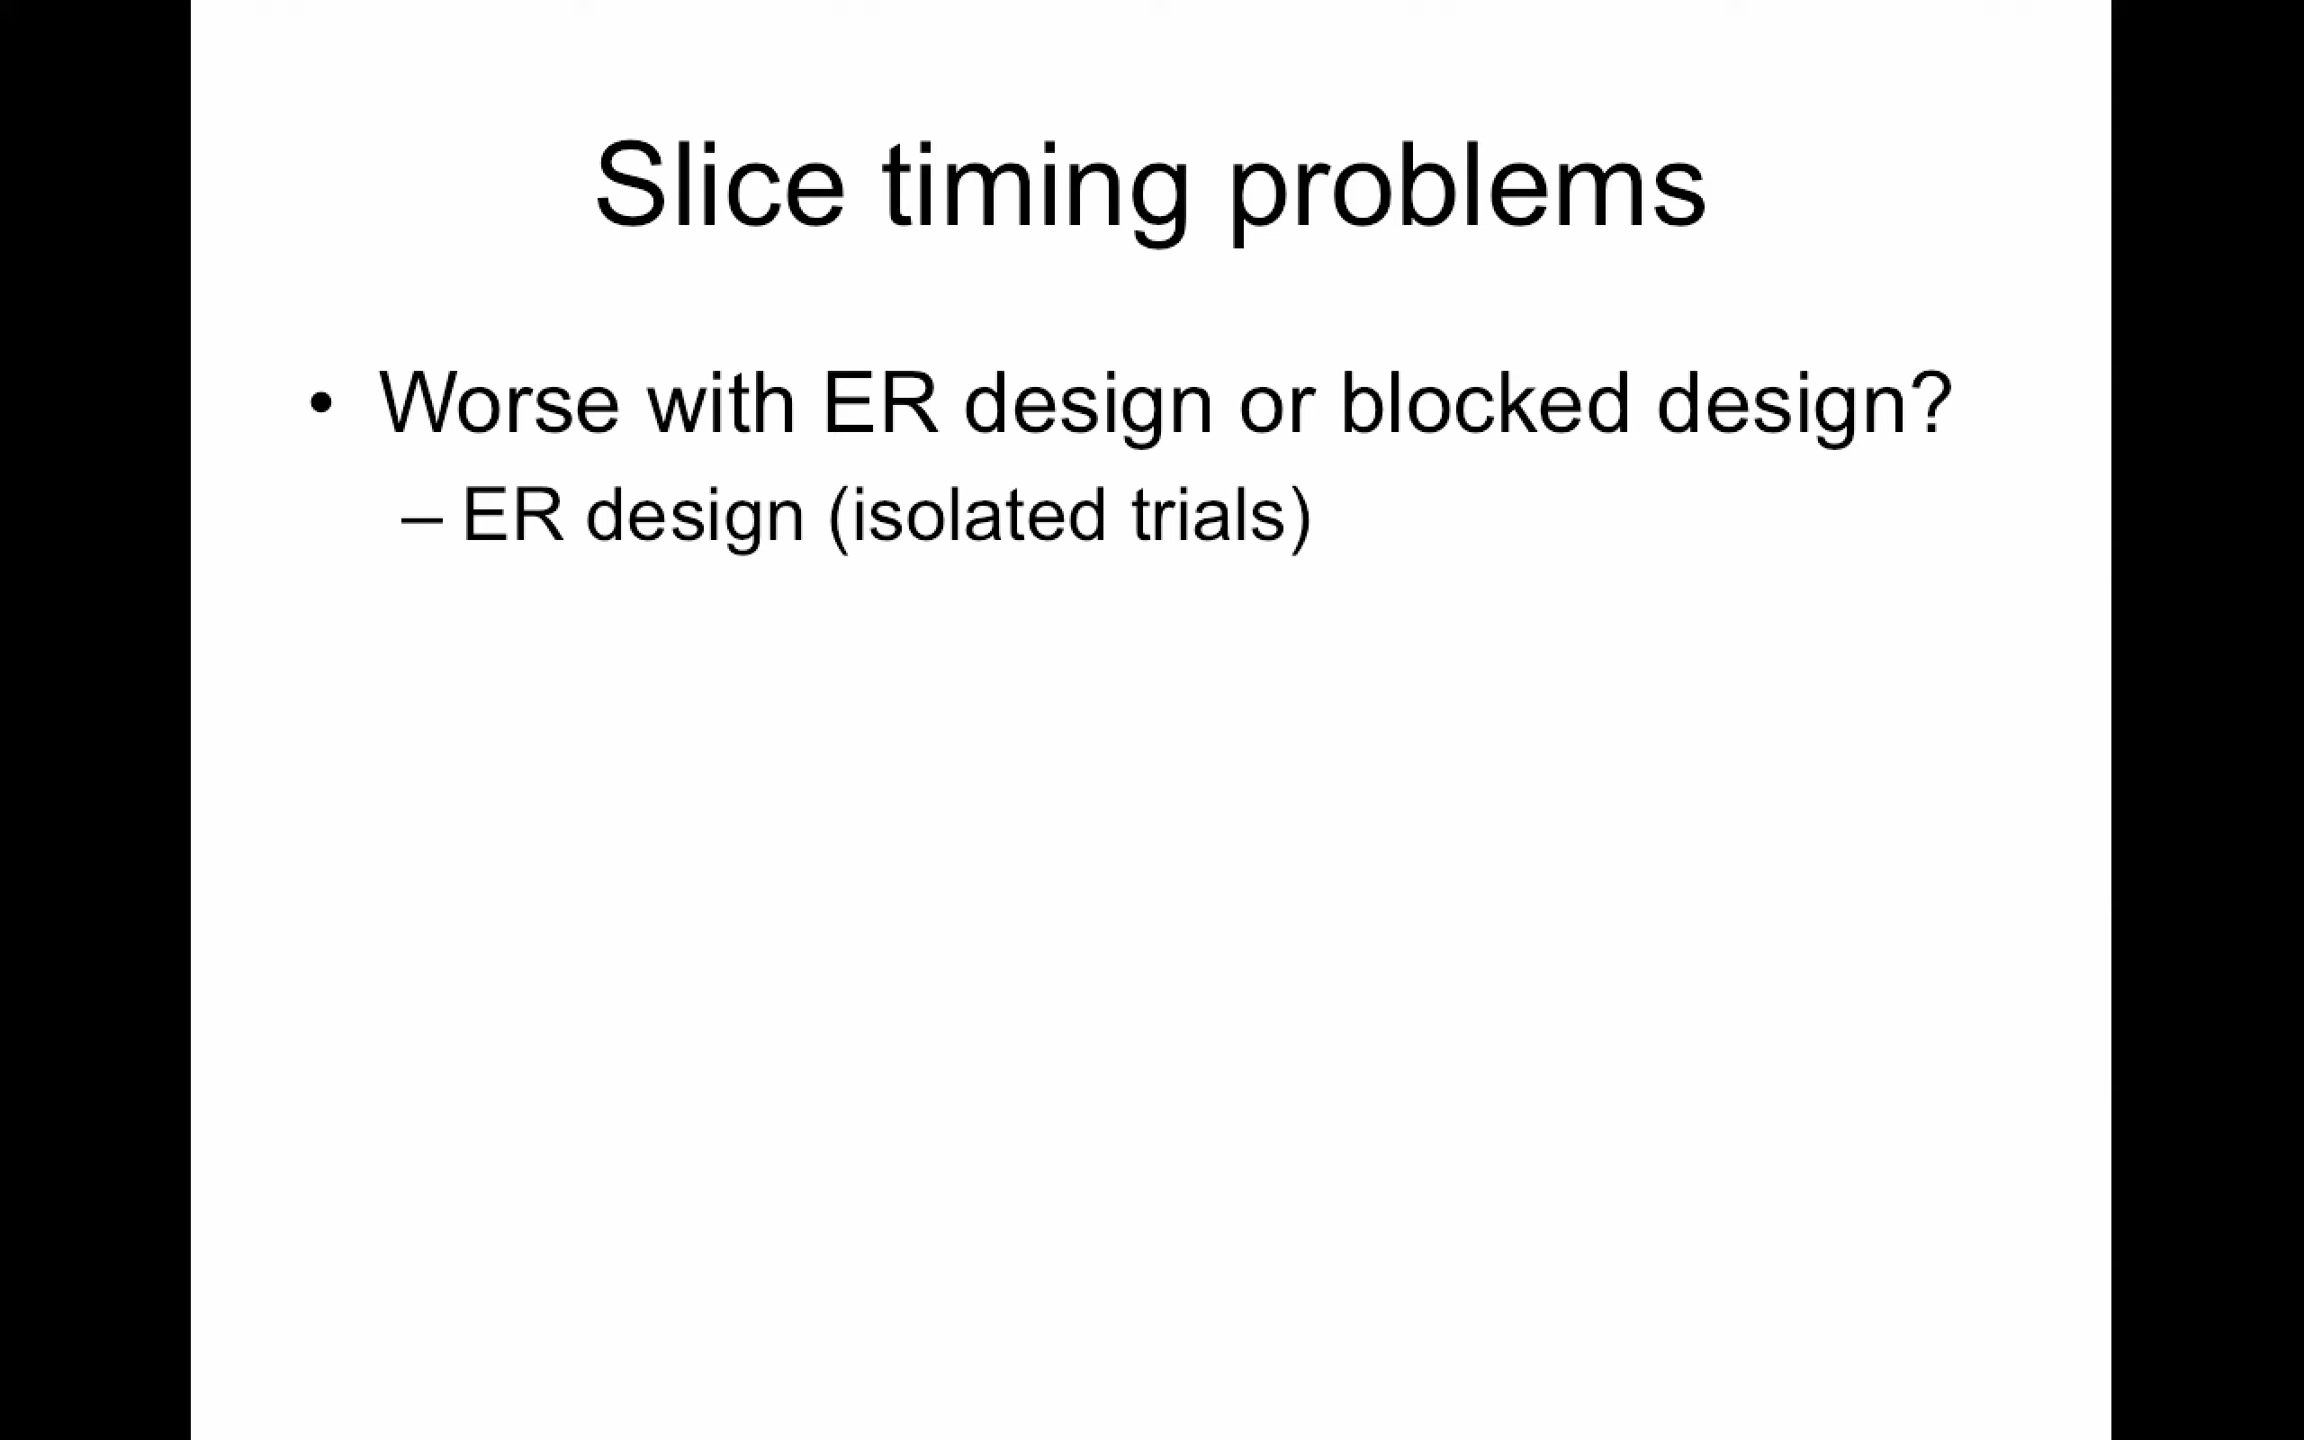 Slice timing problems
• Worse with ER design or blocked design?
– ER design (isolated trials)